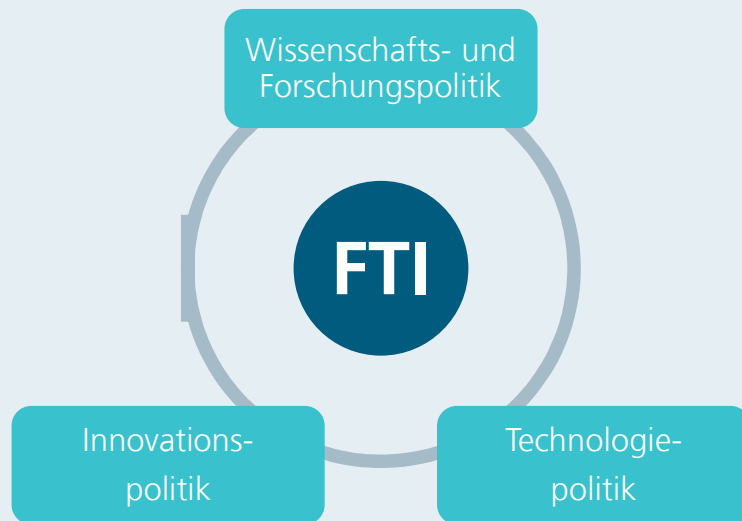 Wissenschafts- und
Forschungspolitik
FTI
Innovations-
politik
Technologie-
politik